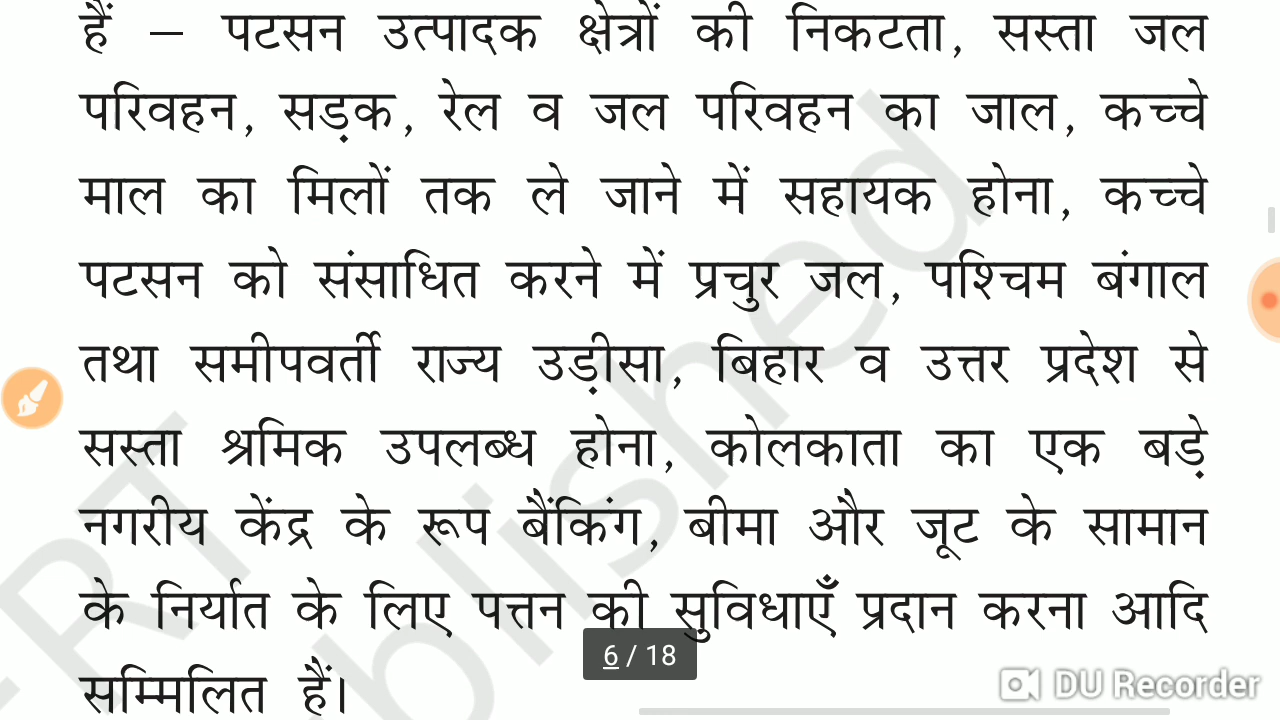 हैं – पटसन उत्पादक क्षेत्रों की निकटता, सस्ता जल
परिवहन, सड़क, रेल व जल परिवहन का जाल, कच्चे
माल का मिलों तक ले जाने में सहायक होना, कच्चे
पटसन को संसाधित करने में प्रचुर जल, पश्चिम बंगाल
तथा समीपवर्ती राज्य उड़ीसा, बिहार व उत्तर प्रदेश से
सस्ता श्रमिक उपलब्ध होना, कोलकाता का एक बड़े
नगरीय केंद्र के रूप बैंकिंग, बीमा और जूट के सामान
के निर्यात के लिए पत्तन की सुविधाएँ प्रदान करना आदि
सम्मिलित हैं।
6 / 18
DU Recorder